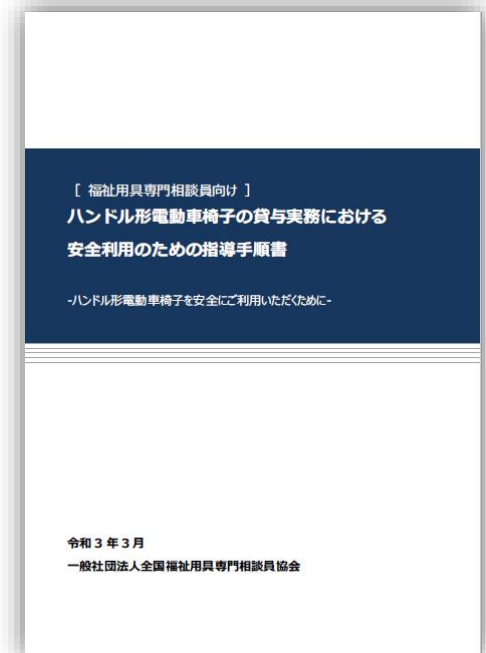 [ 福祉用具専門相談員向け ]
ハンドル形電動車椅子の貸与実務における
安全利用のための指導手順書
-ハンドル形電動車椅子を安全にご利用いただくために-
令和３年３月
一般社団法人全国福祉用具専門相談員協会